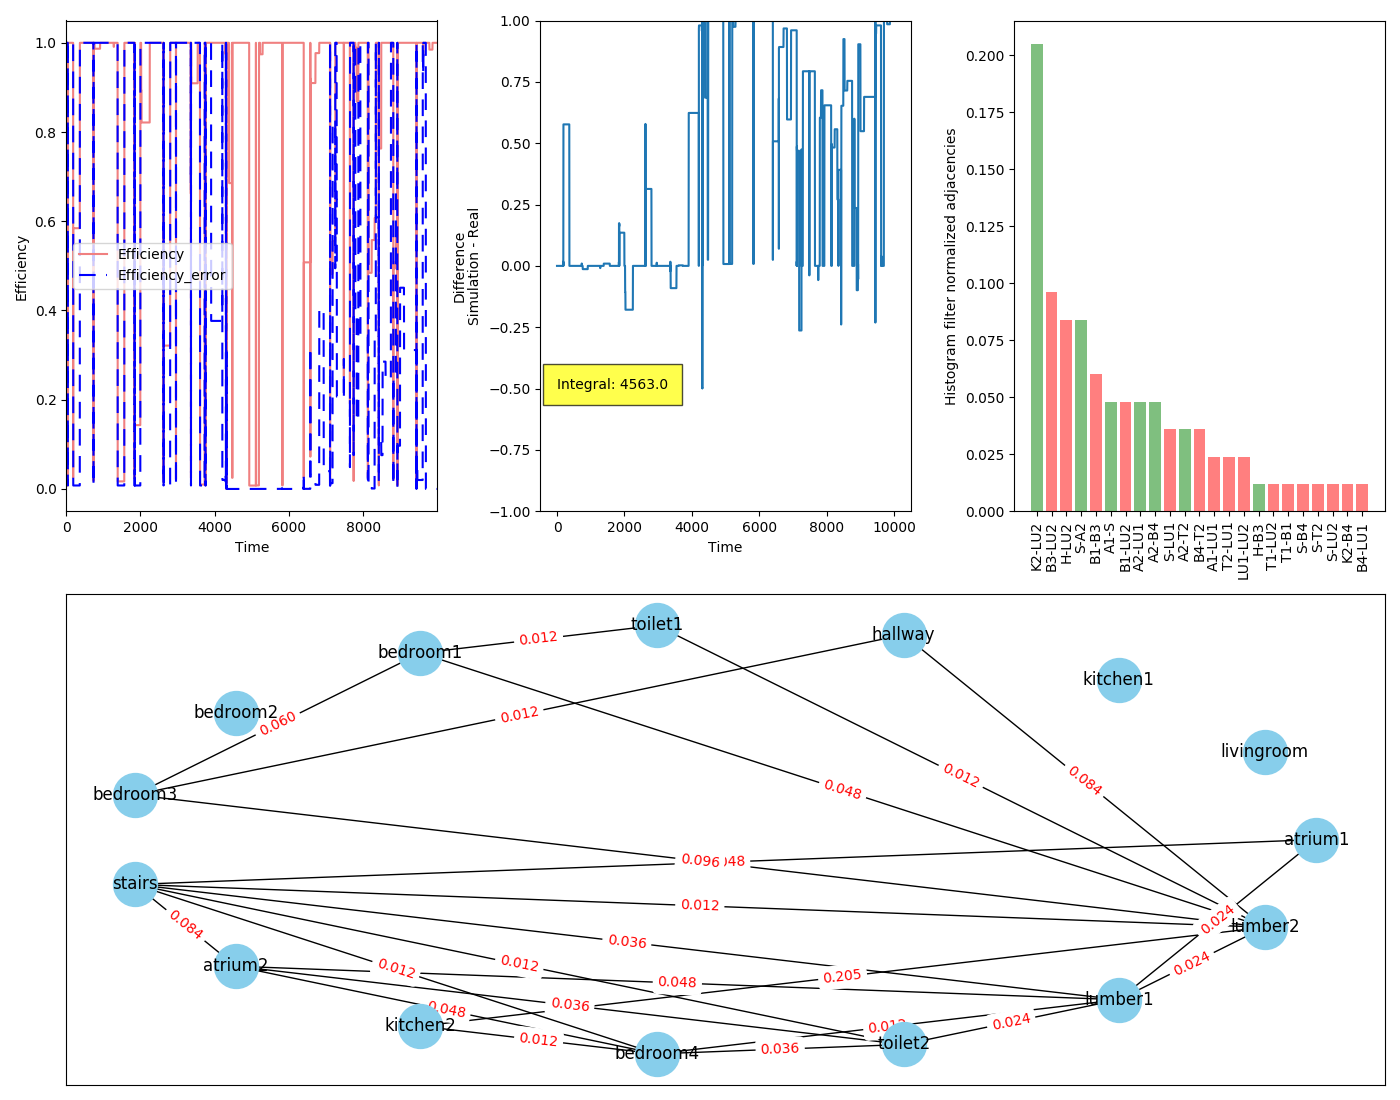 1.0
0.8
0.6
0.4
0.2
0.0
Efficiency
Efficiency
Efficiency_error
0 2000 4000 6000 8000
Time
1.00
0.75
0.50
0.25
0.00
−0.25
−0.50
−0.75
−1.00
Difference
Simulation - Real
Integral: 4563.0
0 2000 4000 6000 8000 10000
Time
0.200
0.175
0.150
0.125
0.100
0.075
0.050
0.025
0.000
Histogram filter normalized adjacencies
K2-LU2
B3-LU2
H-LU2
S-A2
B1-B3
A1-S
B1-LU2
A2-LU1
A2-B4
S-LU1
A2-T2
B4-T2
A1-LU1
T2-LU1
LU1-LU2
H-B3
T1-LU2
T1-B1
S-B4
S-T2
S-LU2
K2-B4
B4-LU1
toilet1
hallway
bedroom1
0.012
kitchen1
bedroom2
0.060
0.012
livingroom
0.012
0.084
0.048
bedroom3
atrium1
0.096
stairs
0.012
0.084
0.024
lumber2
0.036
atrium2
0.012
0.012
0.048
0.205
0.024
lumber1
0.048
0.036
kitchen2
0.012
0.024
bedroom4
0.036
toilet2